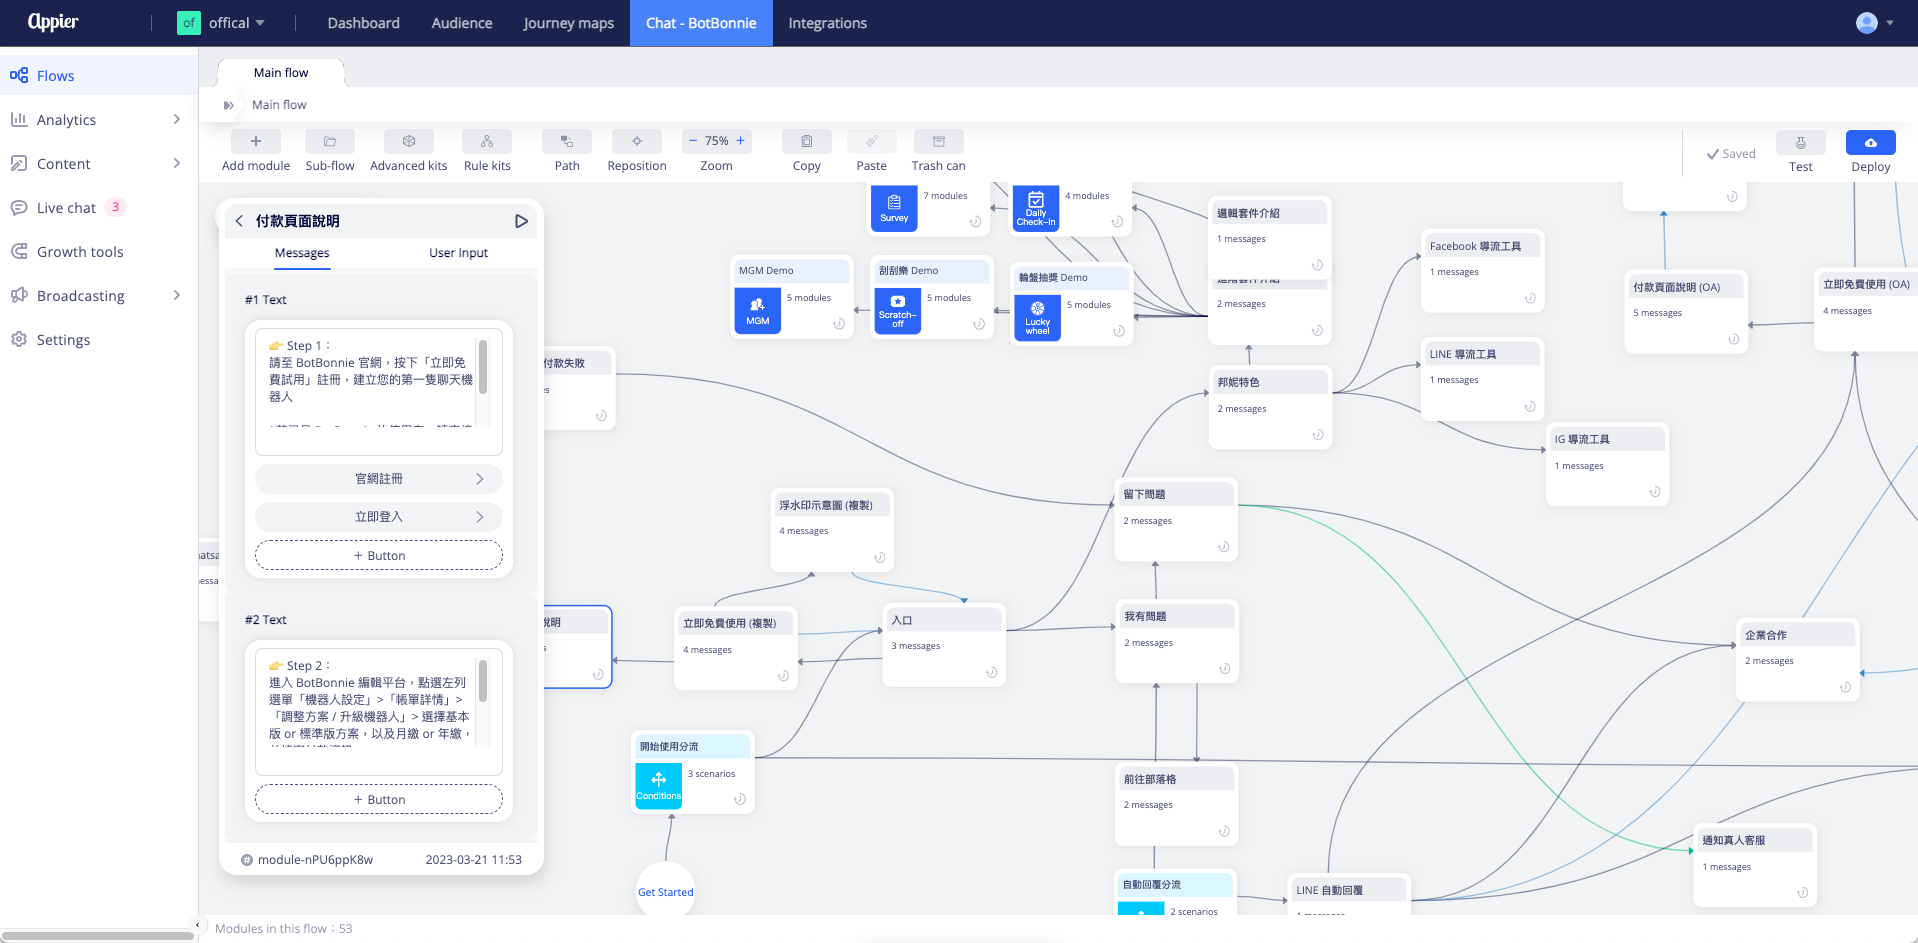 Appier
of offical
Dashboard
Audience
Journey maps
Chat - BotBonnie
Integrations
Flows
Analytics
Content
Live chat 3
Growth tools
Broadcasting
Settings
Main flow
Main flow
Add module
Sub-flow
Advanced kits
Rule kits
Path
Reposition
75%
Zoom
Copy
Paste
Trash can
Saved
Test
Deploy
付款頁面說明
Messages
User Input
#1 Text
👉 Step 1：
請至 BotBonnie 官網，按下「立即免
費試用」註冊，建立您的第一隻聊天機
器人
官網註冊
立即登入
+ Button
#2 Text
👉 Step 2：
進入 BotBonnie 編輯平台，點選左列
選單「機器人設定」>「帳單詳情」>
「調整方案 / 升級機器人」> 選擇基本
版 or 標準版方案，以及月繳 or 年繳，
+ Button
module-nPU6ppK8w
2023-03-21 11:53
Survey
7 modules
Daily
Check-In
4 modules
邏輯套件介紹
1 messages
2 messages
MGM Demo
MGM
5 modules
刮刮樂 Demo
Scratch-
off
5 modules
輪盤抽獎 Demo
Lucky
wheel
5 modules
Facebook 導流工具
1 messages
付款頁面說明 (OA)
5 messages
立即免費使用 (OA)
4 messages
付款失敗
邦妮特色
2 messages
LINE 導流工具
1 messages
IG 導流工具
1 messages
浮水印示意圖 (複製)
4 messages
留下問題
2 messages
說明
立即免費使用 (複製)
4 messages
入口
3 messages
我有問題
2 messages
企業合作
2 messages
開始使用分流
Conditions
3 scenarios
前往部落格
2 messages
通知真人客服
1 messages
Get Started
自動回覆分流
2 scenarios
LINE 自動回覆
Modules in this flow：53